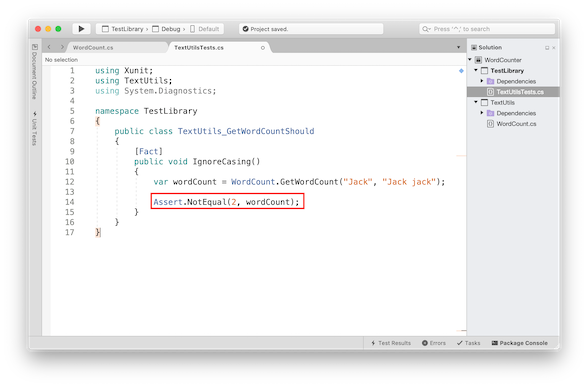 TestLibrary › Debug › Default
Project saved.
Press '^;' to search
WordCount.cs
TextUtilsTests.cs
No selection
Document Outline
Unit Tests
1 using Xunit;
2 using TextUtils;
3 using System.Diagnostics;
4
5 namespace TestLibrary
6 {
7 public class TextUtils_GetWordCountShould
8 {
9 [Fact]
10 public void IgnoreCasing()
11 {
12 var wordCount = WordCount.GetWordCount("Jack", "Jack jack");
13
14 Assert.NotEqual(2, wordCount);
15 }
16 }
17 }
Solution
WordCounter
TestLibrary
Dependencies
TextUtilsTests.cs
TextUtils
Dependencies
WordCount.cs
Test Results
Errors
Tasks
Package Console